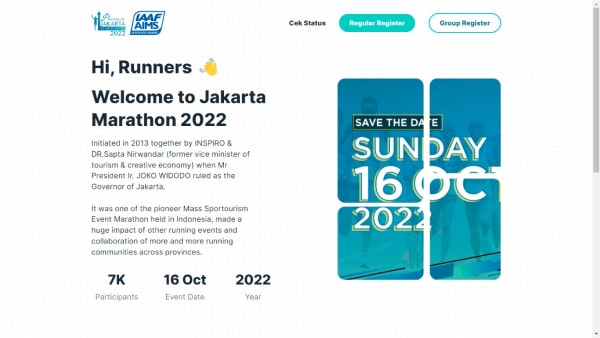 JAKARTA
2022
IAAF
AIMS
Cek Status
Regular Register
Group Register
Hi, Runners 👋
Welcome to Jakarta
Marathon 2022
Initiated in 2013 together by INSPIRO &
DR.Sapta Nirwandar (former vice minister of
tourism & creative economy) when Mr
President Ir. JOKO WIDODO ruled as the
Governor of Jakarta.
It was one of the pioneer Mass Sportourism
Event Marathon held in Indonesia, made a
huge impact of other running events and
collaboration of more and more running
communities across provinces.
7K
Participants
16 Oct
Event Date
2022
Year
SAVE THE DATE
SUNDAY
16 OCT
2022